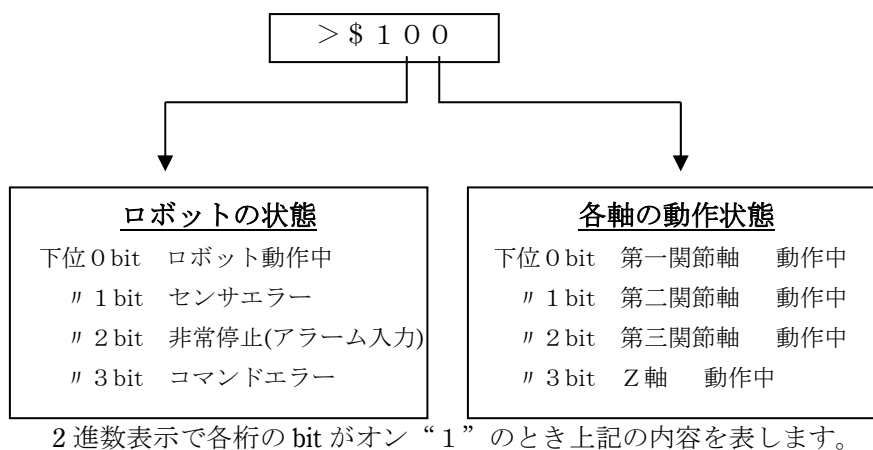 ＞＄１００
ロボットの状態
下位０bit　ロボット動作中
〃１bit　センサエラー
〃２bit　非常停止(アラーム入力)
〃３bit　コマンドエラー
各軸の動作状態
下位０bit　第一関節軸　動作中
〃１bit　第二関節軸　動作中
〃２bit　第三関節軸　動作中
〃３bit　Ｚ軸　動作中
２進数表示で各桁の bit がオン“１”のとき上記の内容を表します。